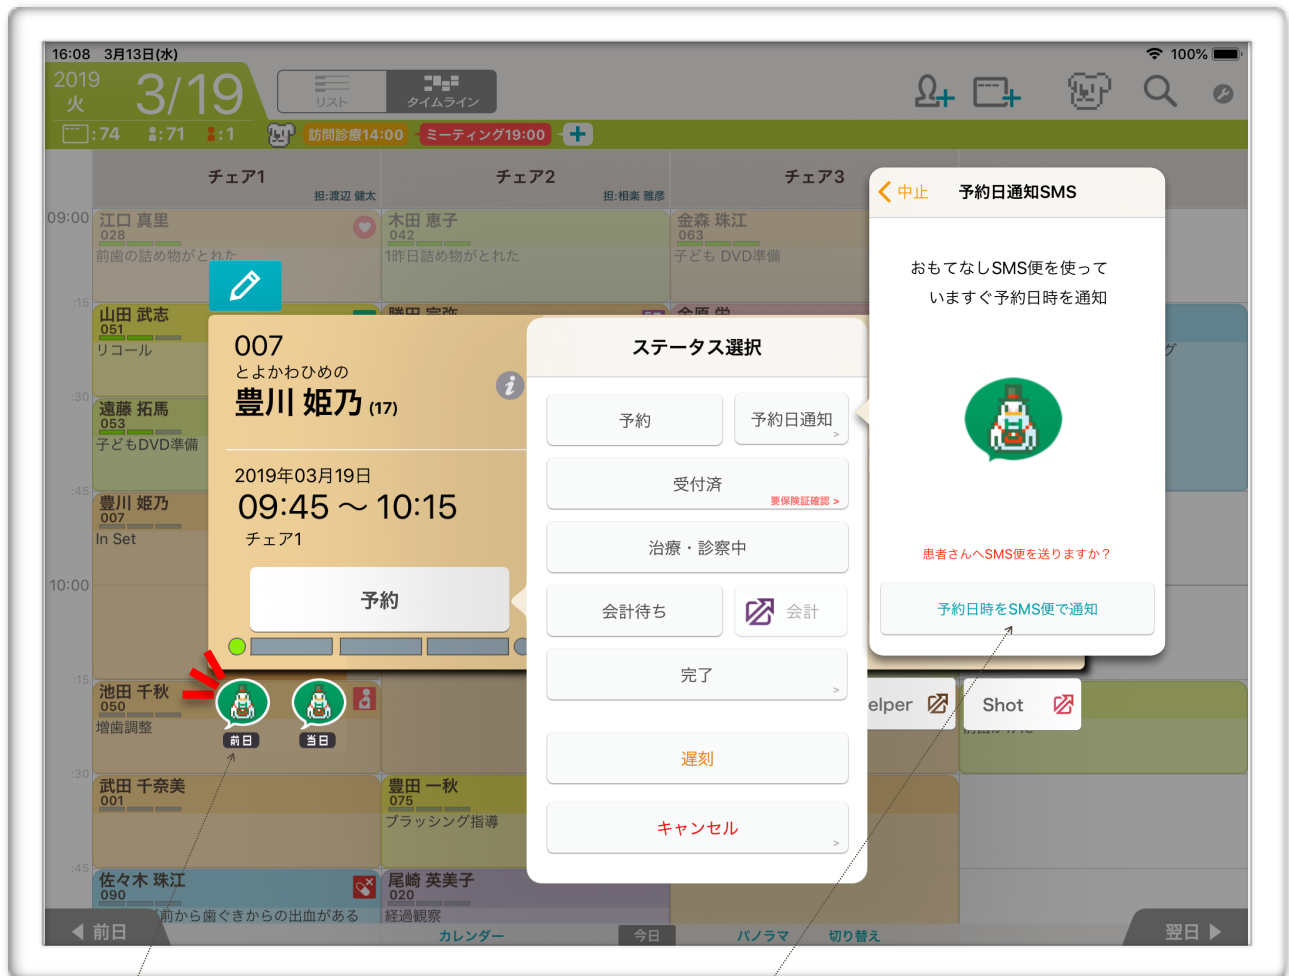 16:08 3月13日(水)
100%
2019
火
3/19
リスト
タイムライン
:74 :71 :1
訪問診療14:00
ミーティング19:00
チェア1
担:渡辺 健太
チェア2
担:相楽 雅彦
チェア3
09:00
江口 真里
028
前歯の詰め物がとれた
木田 恵子
042
1昨日詰め物がとれた
金森 珠江
063
子ども DVD準備
:15
山田 武志
051
リコール
勝田 宗弥
金原 栄
グ
:30
遠藤 拓馬
053
子どもDVD準備
:45
豊川 姫乃
007
In Set
10:00
007
とよかわひめの
豊川 姫乃 (17)
2019年03月19日
09:45 ～ 10:15
チェア1
予約
ステータス選択
予約
予約日通知
>
受付済
要保険証確認 >
治療・診察中
会計待ち
会計
完了
>
遅刻
キャンセル
>
中止
予約日通知SMS
おもてなしSMS便を使って
いますぐ予約日時を通知
患者さんへSMS便を送りますか？
予約日時をSMS便で通知
:15
池田 千秋
050
増歯調整
前日
当日
elper
Shot
:30
武田 千奈美
001
豊田 一秋
075
ブラッシング指導
:45
佐々木 珠江
090
前から歯ぐきからの出血がある
尾崎 英美子
020
経過観察
前日
カレンダー
今日
パノラマ
切り替え
翌日